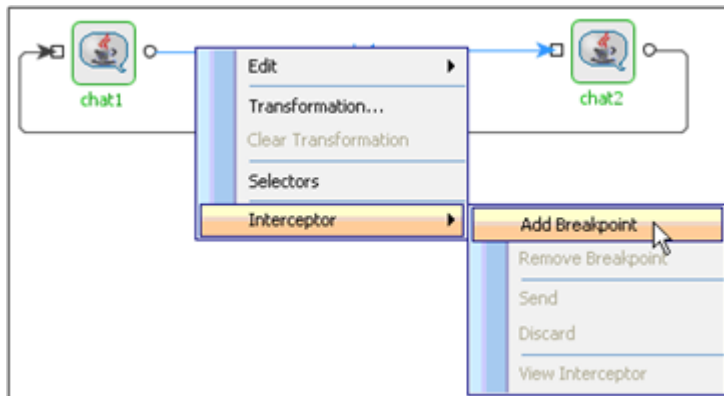 chat1
chat2
Edit
Transformation...
Clear Transformation
Selectors
Interceptor
Add Breakpoint
Remove Breakpoint
Send
Discard
View Interceptor